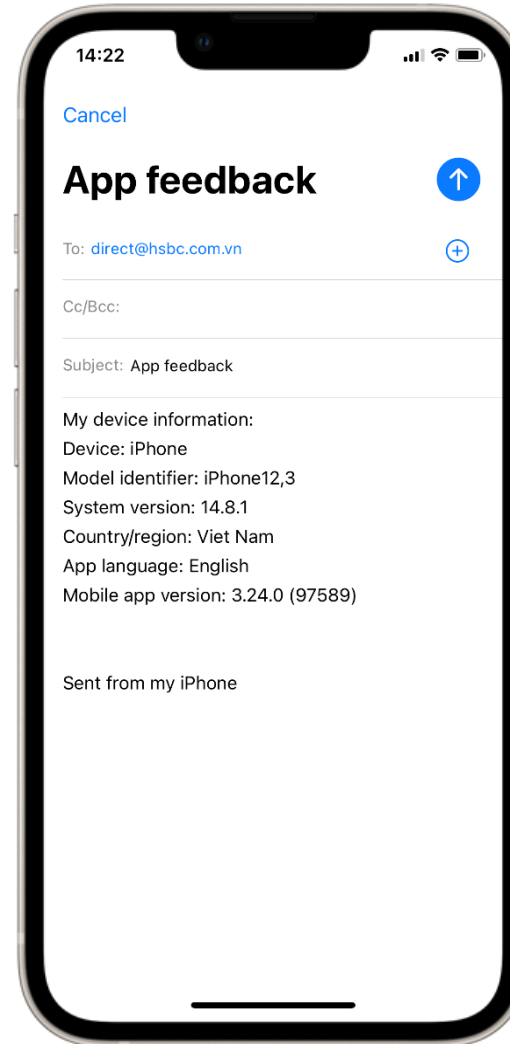 14:22
Cancel
App feedback
To: direct@hsbc.com.vn
Cc/Bcc:
Subject: App feedback
My device information:
Device: iPhone
Model identifier: iPhone12,3
System version: 14.8.1
Country/region: Viet Nam
App language: English
Mobile app version: 3.24.0 (97589)
Sent from my iPhone